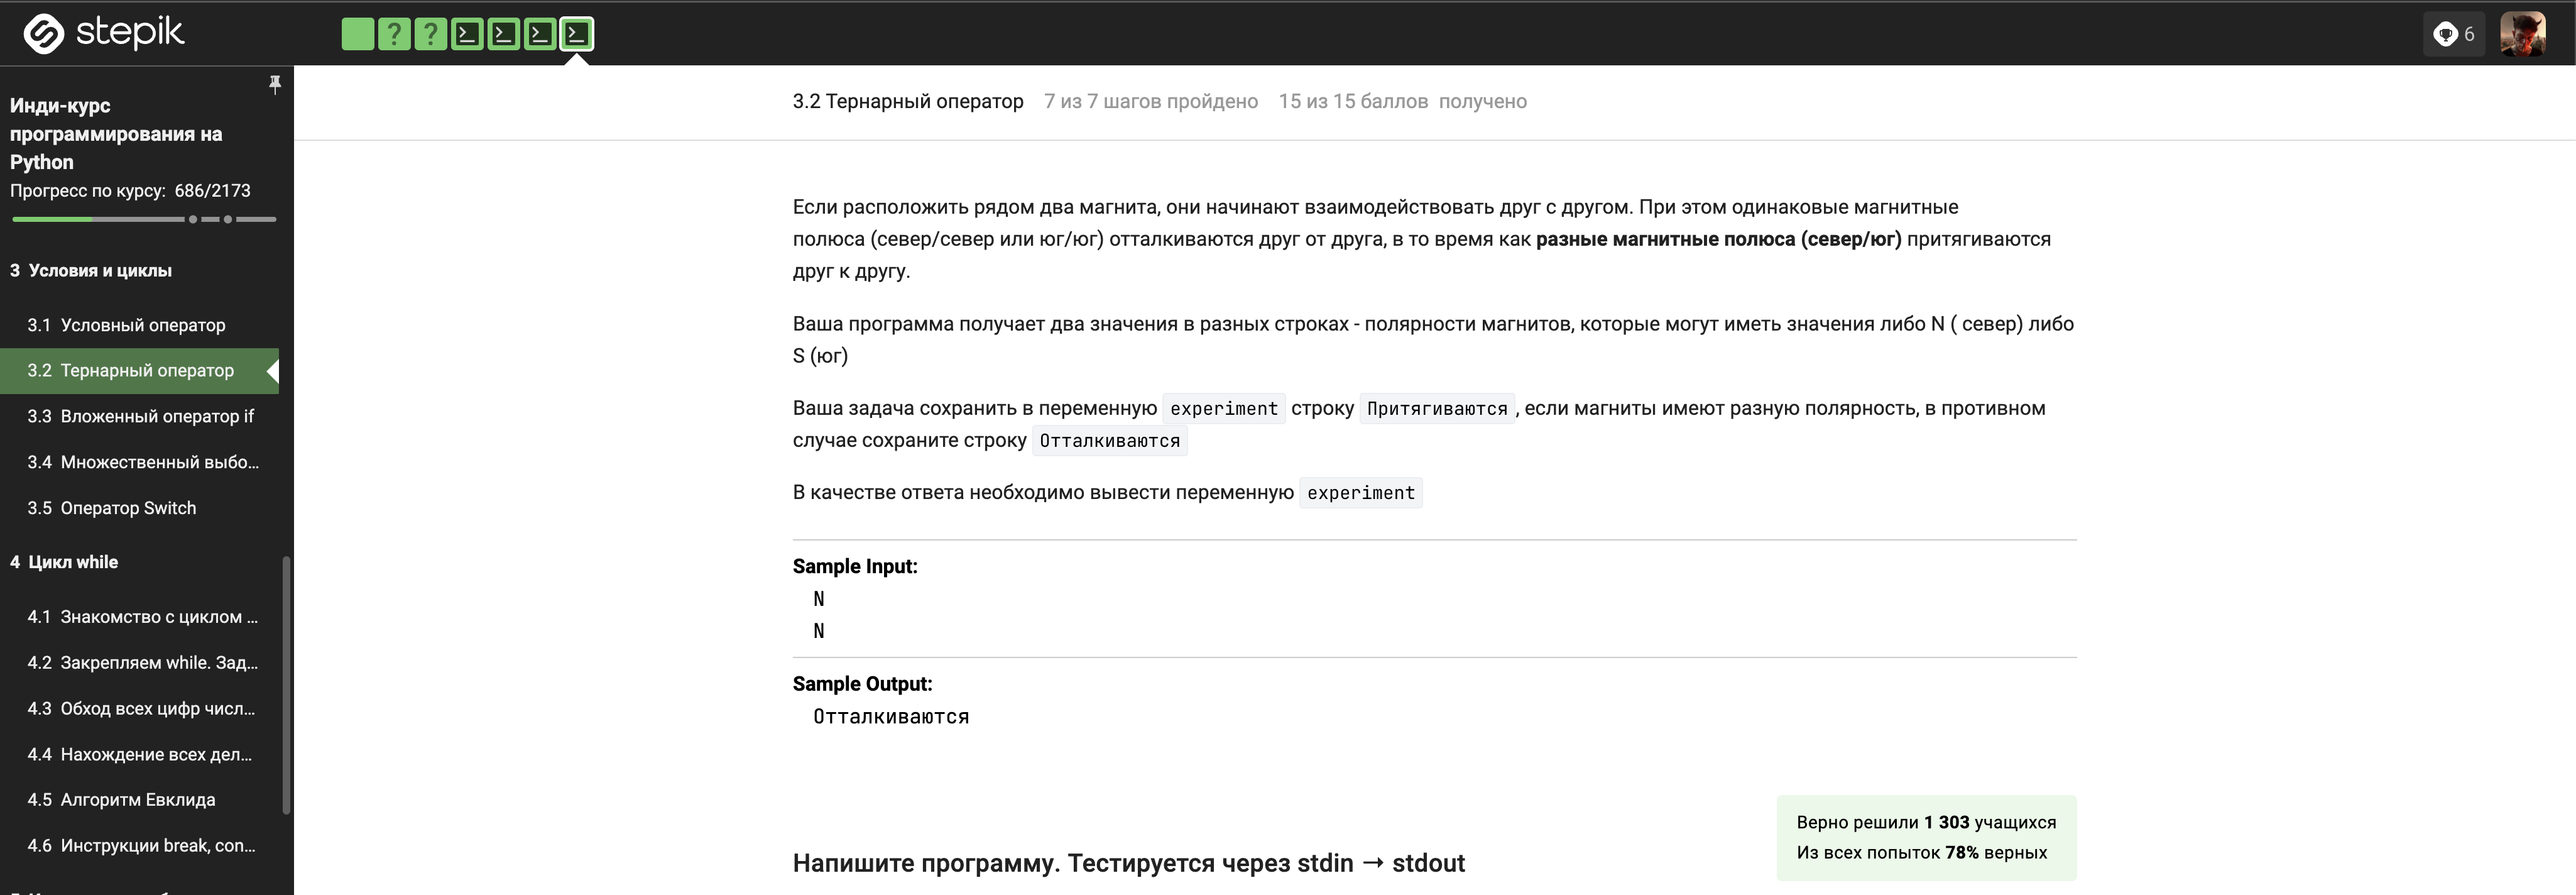 stepik
? ?
6
Инди-курс
программирования на
Python
Прогресс по курсу: 686/2173
3 Условия и циклы
3.1 Условный оператор
3.2 Тернарный оператор
3.3 Вложенный оператор if
3.4 Множественный выбо...
3.5 Оператор Switch
4 Цикл while
4.1 Знакомство с циклом ...
4.2 Закрепляем while. Зад...
4.3 Обход всех цифр числ...
4.4 Нахождение всех дел...
4.5 Алгоритм Евклида
4.6 Инструкции break, con...
3.2 Тернарный оператор 7 из 7 шагов пройдено 15 из 15 баллов получено
Если расположить рядом два магнита, они начинают взаимодействовать друг с другом. При этом одинаковые магнитные
полюса (север/север или юг/юг) отталкиваются друг от друга, в то время как разные магнитные полюса (север/юг) притягиваются
друг к другу.
Ваша программа получает два значения в разных строках - полярности магнитов, которые могут иметь значения либо N ( север) либо
S (юг)
Ваша задача сохранить в переменную experiment строку Притягиваются, если магниты имеют разную полярность, в противном
случае сохраните строку Отталкиваются
В качестве ответа необходимо вывести переменную experiment
Sample Input:
N
N
Sample Output:
Отталкиваются
Верно решили 1 303 учащихся
Из всех попыток 78% верных
Напишите программу. Тестируется через stdin → stdout